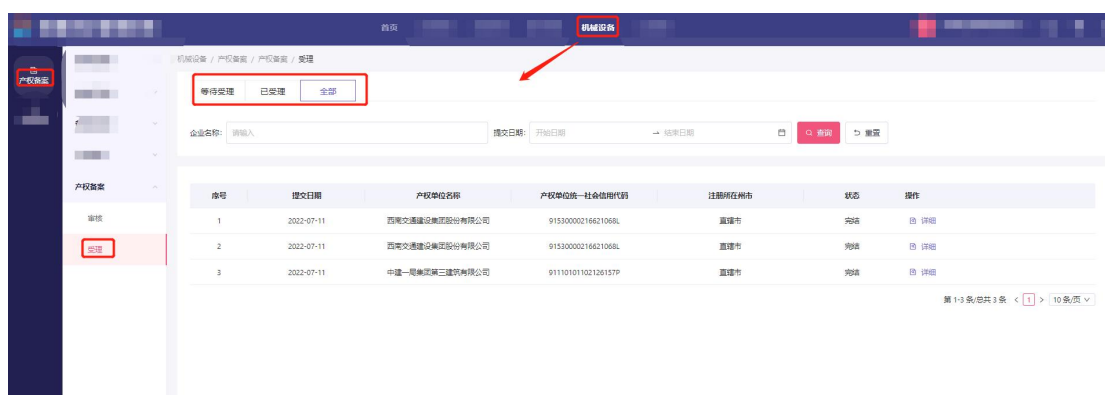 首页 机械设备
产权备案
机械设备 / 产权备案 / 产权备案 / 受理
等待受理 已受理 全部
企业名称: 请输入 提交日期: 开始日期 → 结束日期 查询 重置
产权备案
审核
受理
序号 提交日期 产权单位名称 产权单位统一社会信用代码 注册所在州市 状态 操作
1 2022-07-11 西南交通建设集团股份有限公司 91530000216621068L 直辖市 完结 详细
2 2022-07-11 西南交通建设集团股份有限公司 91530000216621068L 直辖市 完结 详细
3 2022-07-11 中建一局集团第三建筑有限公司 91110101102126157P 直辖市 完结 详细
第 1-3 条/总共 3 条 < 1 > 10 条/页